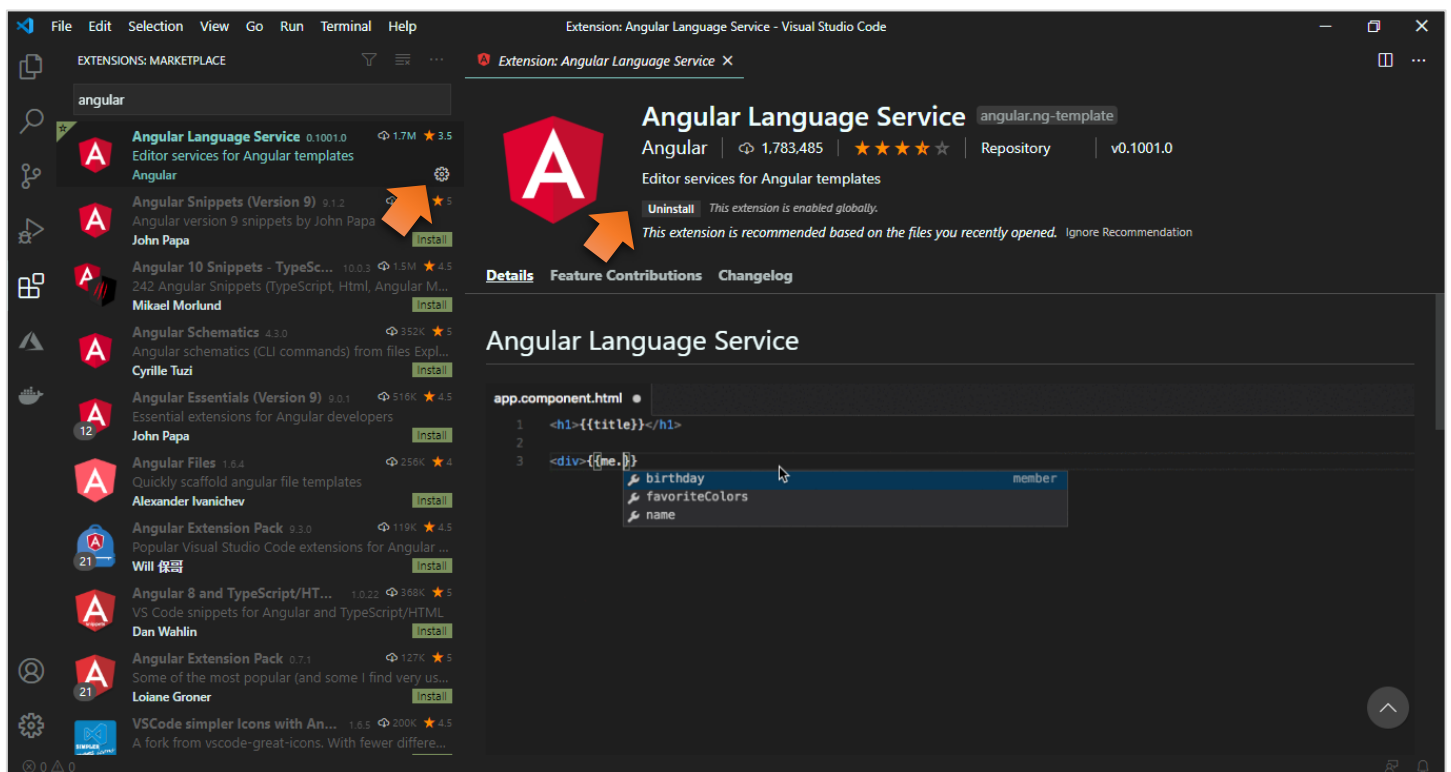 File Edit Selection View Go Run Terminal Help
Extension: Angular Language Service - Visual Studio Code
EXTENSIONS: MARKETPLACE
angular
Angular Language Service 0.1001.0 1.7M 3.5
Editor services for Angular templates
Angular
Angular Snippets (Version 9) 9.1.2 5
Angular version 9 snippets by John Papa
John Papa Install
Angular 10 Snippets - TypeSc... 10.0.3 1.5M 4.5
242 Angular Snippets (TypeScript, Html, Angular M...
Mikael Morlund Install
Angular Schematics 4.3.0 352K 5
Angular schematics (CLI commands) from files Expl...
Cyrille Tuzi Install
Angular Essentials (Version 9) 9.0.1 516K 4.5
Essential extensions for Angular developers
12
John Papa Install
Angular Files 1.6.4 256K 4
Quickly scaffold angular file templates
Alexander Ivanichev Install
Angular Extension Pack 9.3.0 119K 4.5
Popular Visual Studio Code extensions for Angular ...
21
Will 保哥 Install
Angular 8 and TypeScript/HT... 1.0.22 368K 5
VS Code snippets for Angular and TypeScript/HTML
Dan Wahlin Install
Angular Extension Pack 0.7.1 127K 5
Some of the most popular (and some I find very us...
21
Loiane Groner Install
VSCode simpler Icons with An... 1.6.5 200K 4.5
A fork from vscode-great-icons. With fewer differe...
0 0
Extension: Angular Language Service
Angular Language Service angular.ng-template
Angular 1,783,485 Repository v0.1001.0
Editor services for Angular templates
Uninstall This extension is enabled globally.
This extension is recommended based on the files you recently opened. Ignore Recommendation
Details Feature Contributions Changelog
Angular Language Service
app.component.html
1 <h1>{{title}}</h1>
2
3 <div>{{me.}}
birthday member
favoriteColors
name